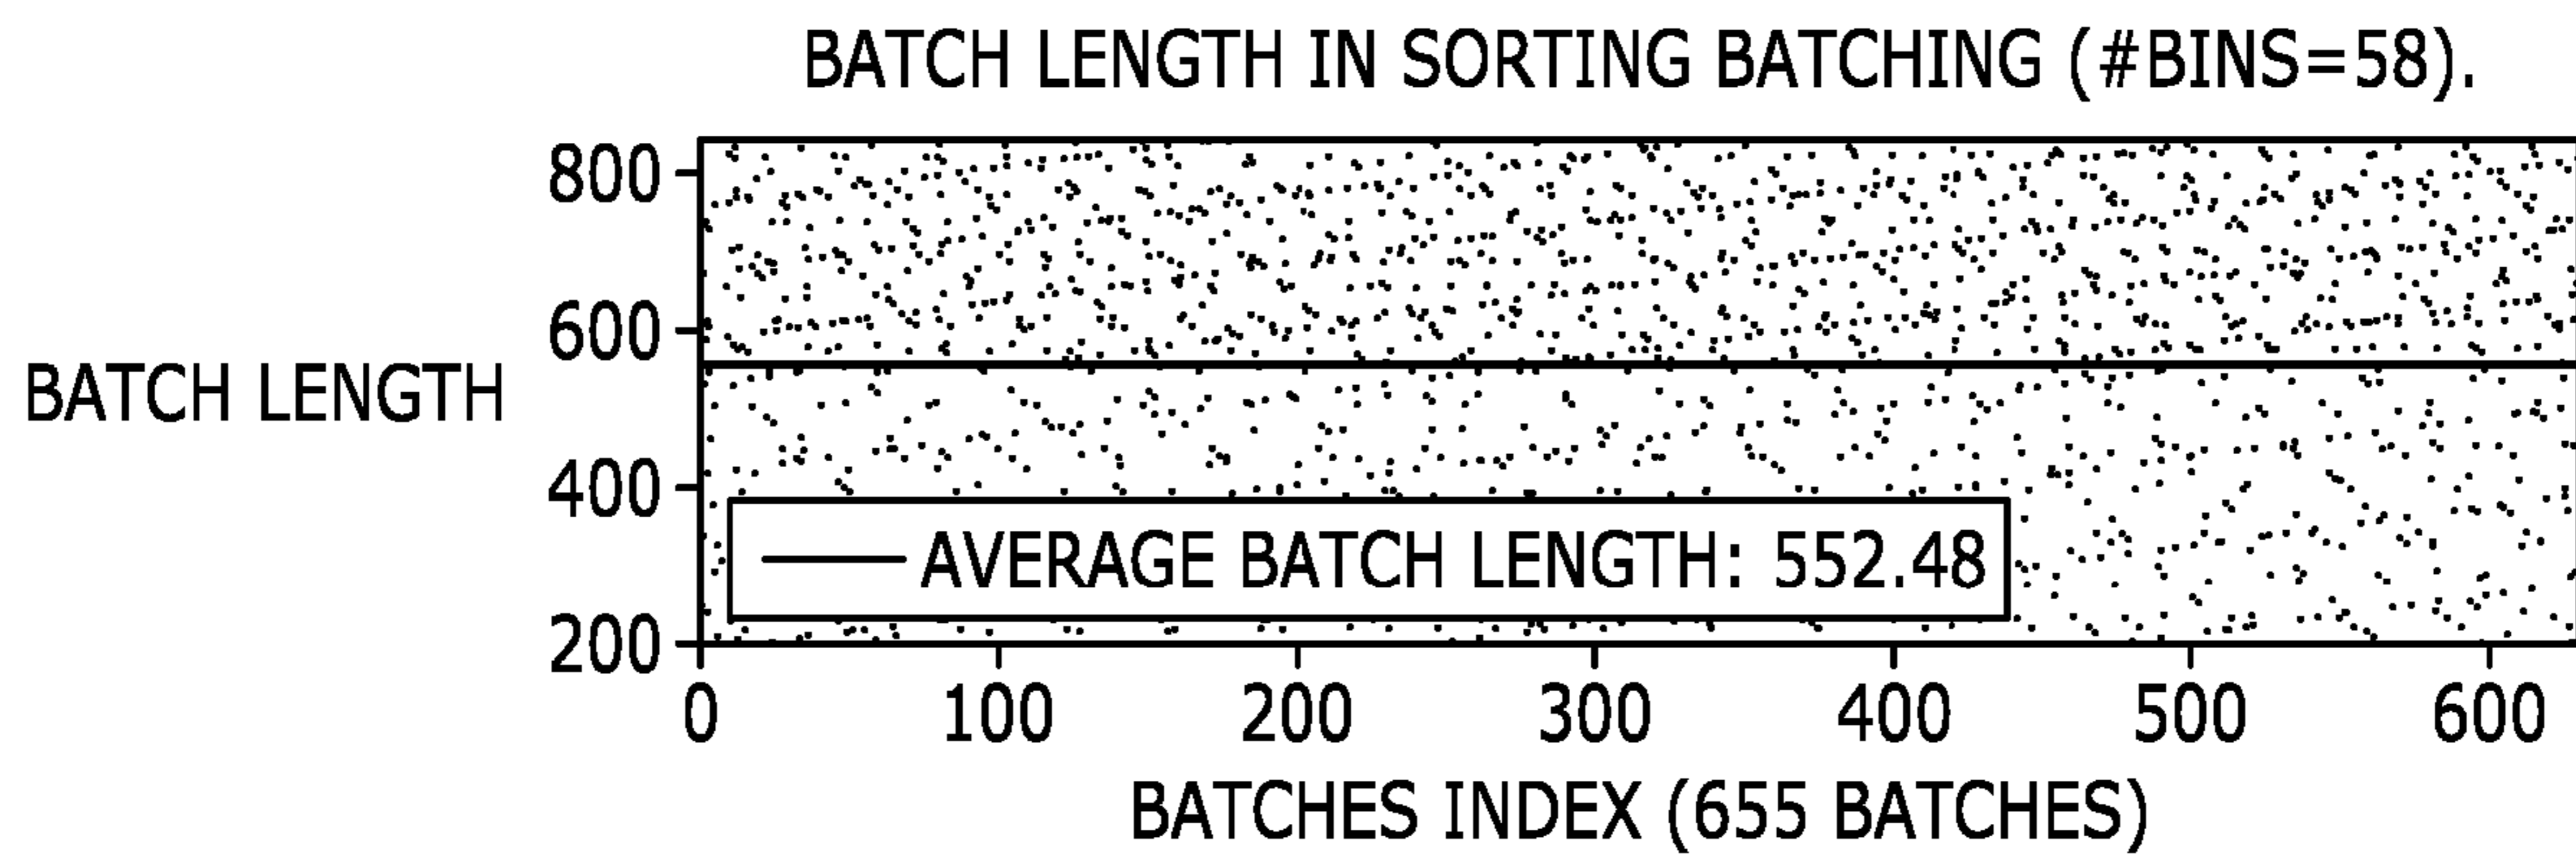 BATCH LENGTH IN SORTING BATCHING (#BINS=58).
800
600
BATCH LENGTH
400
AVERAGE BATCH LENGTH: 552.48
200
0 100 200 300 400 500 600
BATCHES INDEX (655 BATCHES)